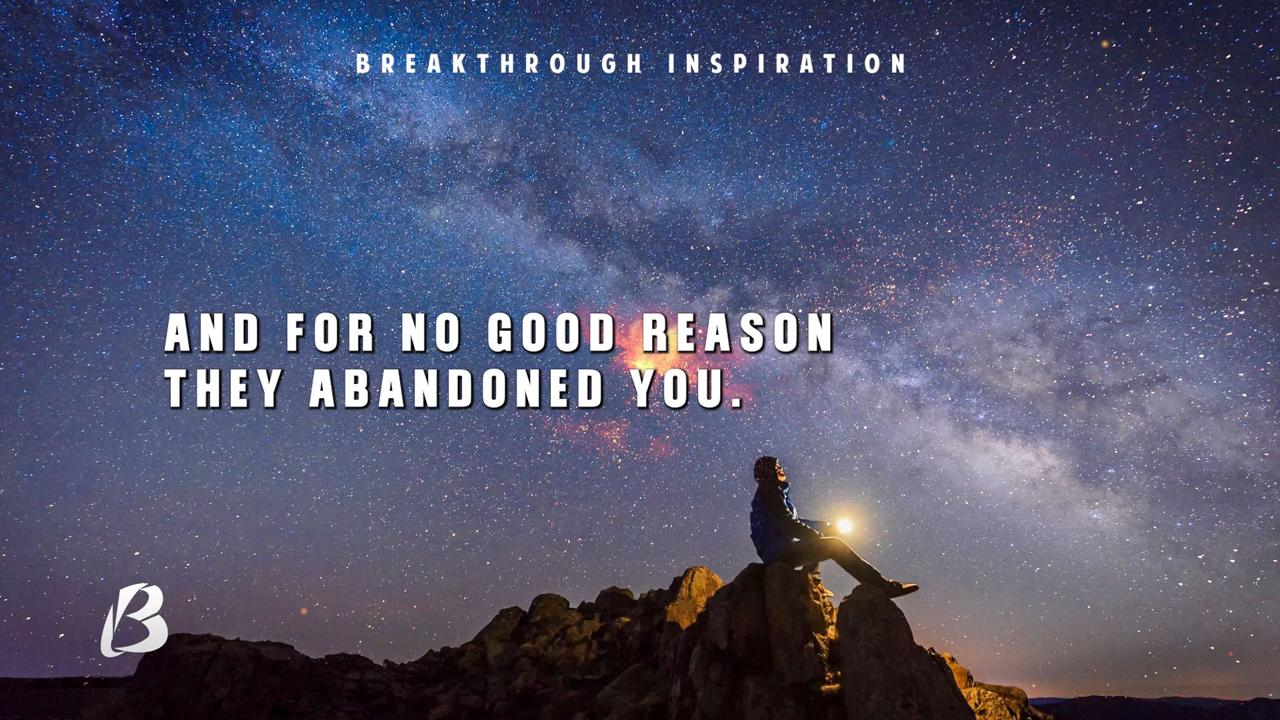 BREAKTHROUGH INSPIRATION
AND FOR NO GOOD REASON
THEY ABANDONED YOU.
B